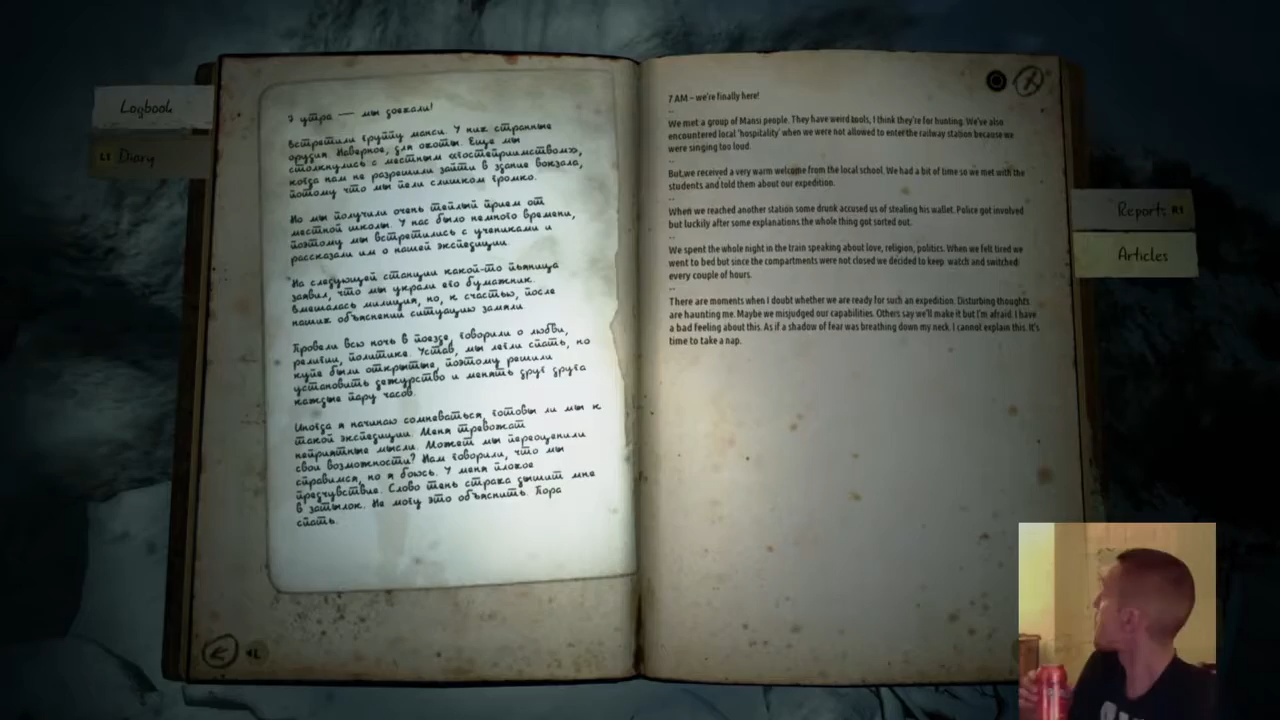 Logbook
L1 Diary
7 утра — мы доехали!
Встретили группу манси. У них странные
орудия. Наверное, для охоты. Ещё мы
столкнулись с местным «гостеприимством»,
когда нам не разрешили зайти в здание вокзала,
потому что мы пели слишком громко.
Но мы получили очень теплый прием от
местной школы. У нас было немного времени,
поэтому мы встретились с учениками и
рассказали им о нашей экспедиции.
На следующей станции какой-то пьяница
заявил, что мы украли его бумажник.
Вмешалась милиция, но, к счастью, после
наших объяснений ситуацию замяли
Провели всю ночь в поезде, говорили о любви,
религии, политике. Устав, мы легли спать, но
купе были открытые, поэтому решили
установить дежурство и менять друг друга
каждые пару часов.
Иногда я начинаю сомневаться, готовы ли мы к
такой экспедиции. Меня тревожат
неприятные мысли. Может мы переоценили
свои возможности? Нам говорили, что мы
справимся, но я боюсь. У меня плохое
предчувствие. Слово тень страха дышит мне
в затылок. Не могу это объяснить. Пора
спать.
7 AM – we're finally here!
--
We met a group of Mansi people. They have weird tools, I think they're for hunting. We've also
encountered local 'hospitality' when we were not allowed to enter the railway station because we
were singing too loud.
--
But,we received a very warm welcome from the local school. We had a bit of time so we met with the
students and told them about our expedition.
--
When we reached another station some drunk accused us of stealing his wallet. Police got involved
but luckily after some explanations the whole thing got sorted out.
--
We spent the whole night in the train speaking about love, religion, politics. When we felt tired we
went to bed but since the compartments were not closed we decided to keep watch and switched
every couple of hours.
--
There are moments when I doubt whether we are ready for such an expedition. Disturbing thoughts
are haunting me. Maybe we misjudged our capabilities. Others say we'll make it but I'm afraid. I have
a bad feeling about this. As if a shadow of fear was breathing down my neck. I cannot explain this. It's
time to take a nap.
Reports R1
Articles